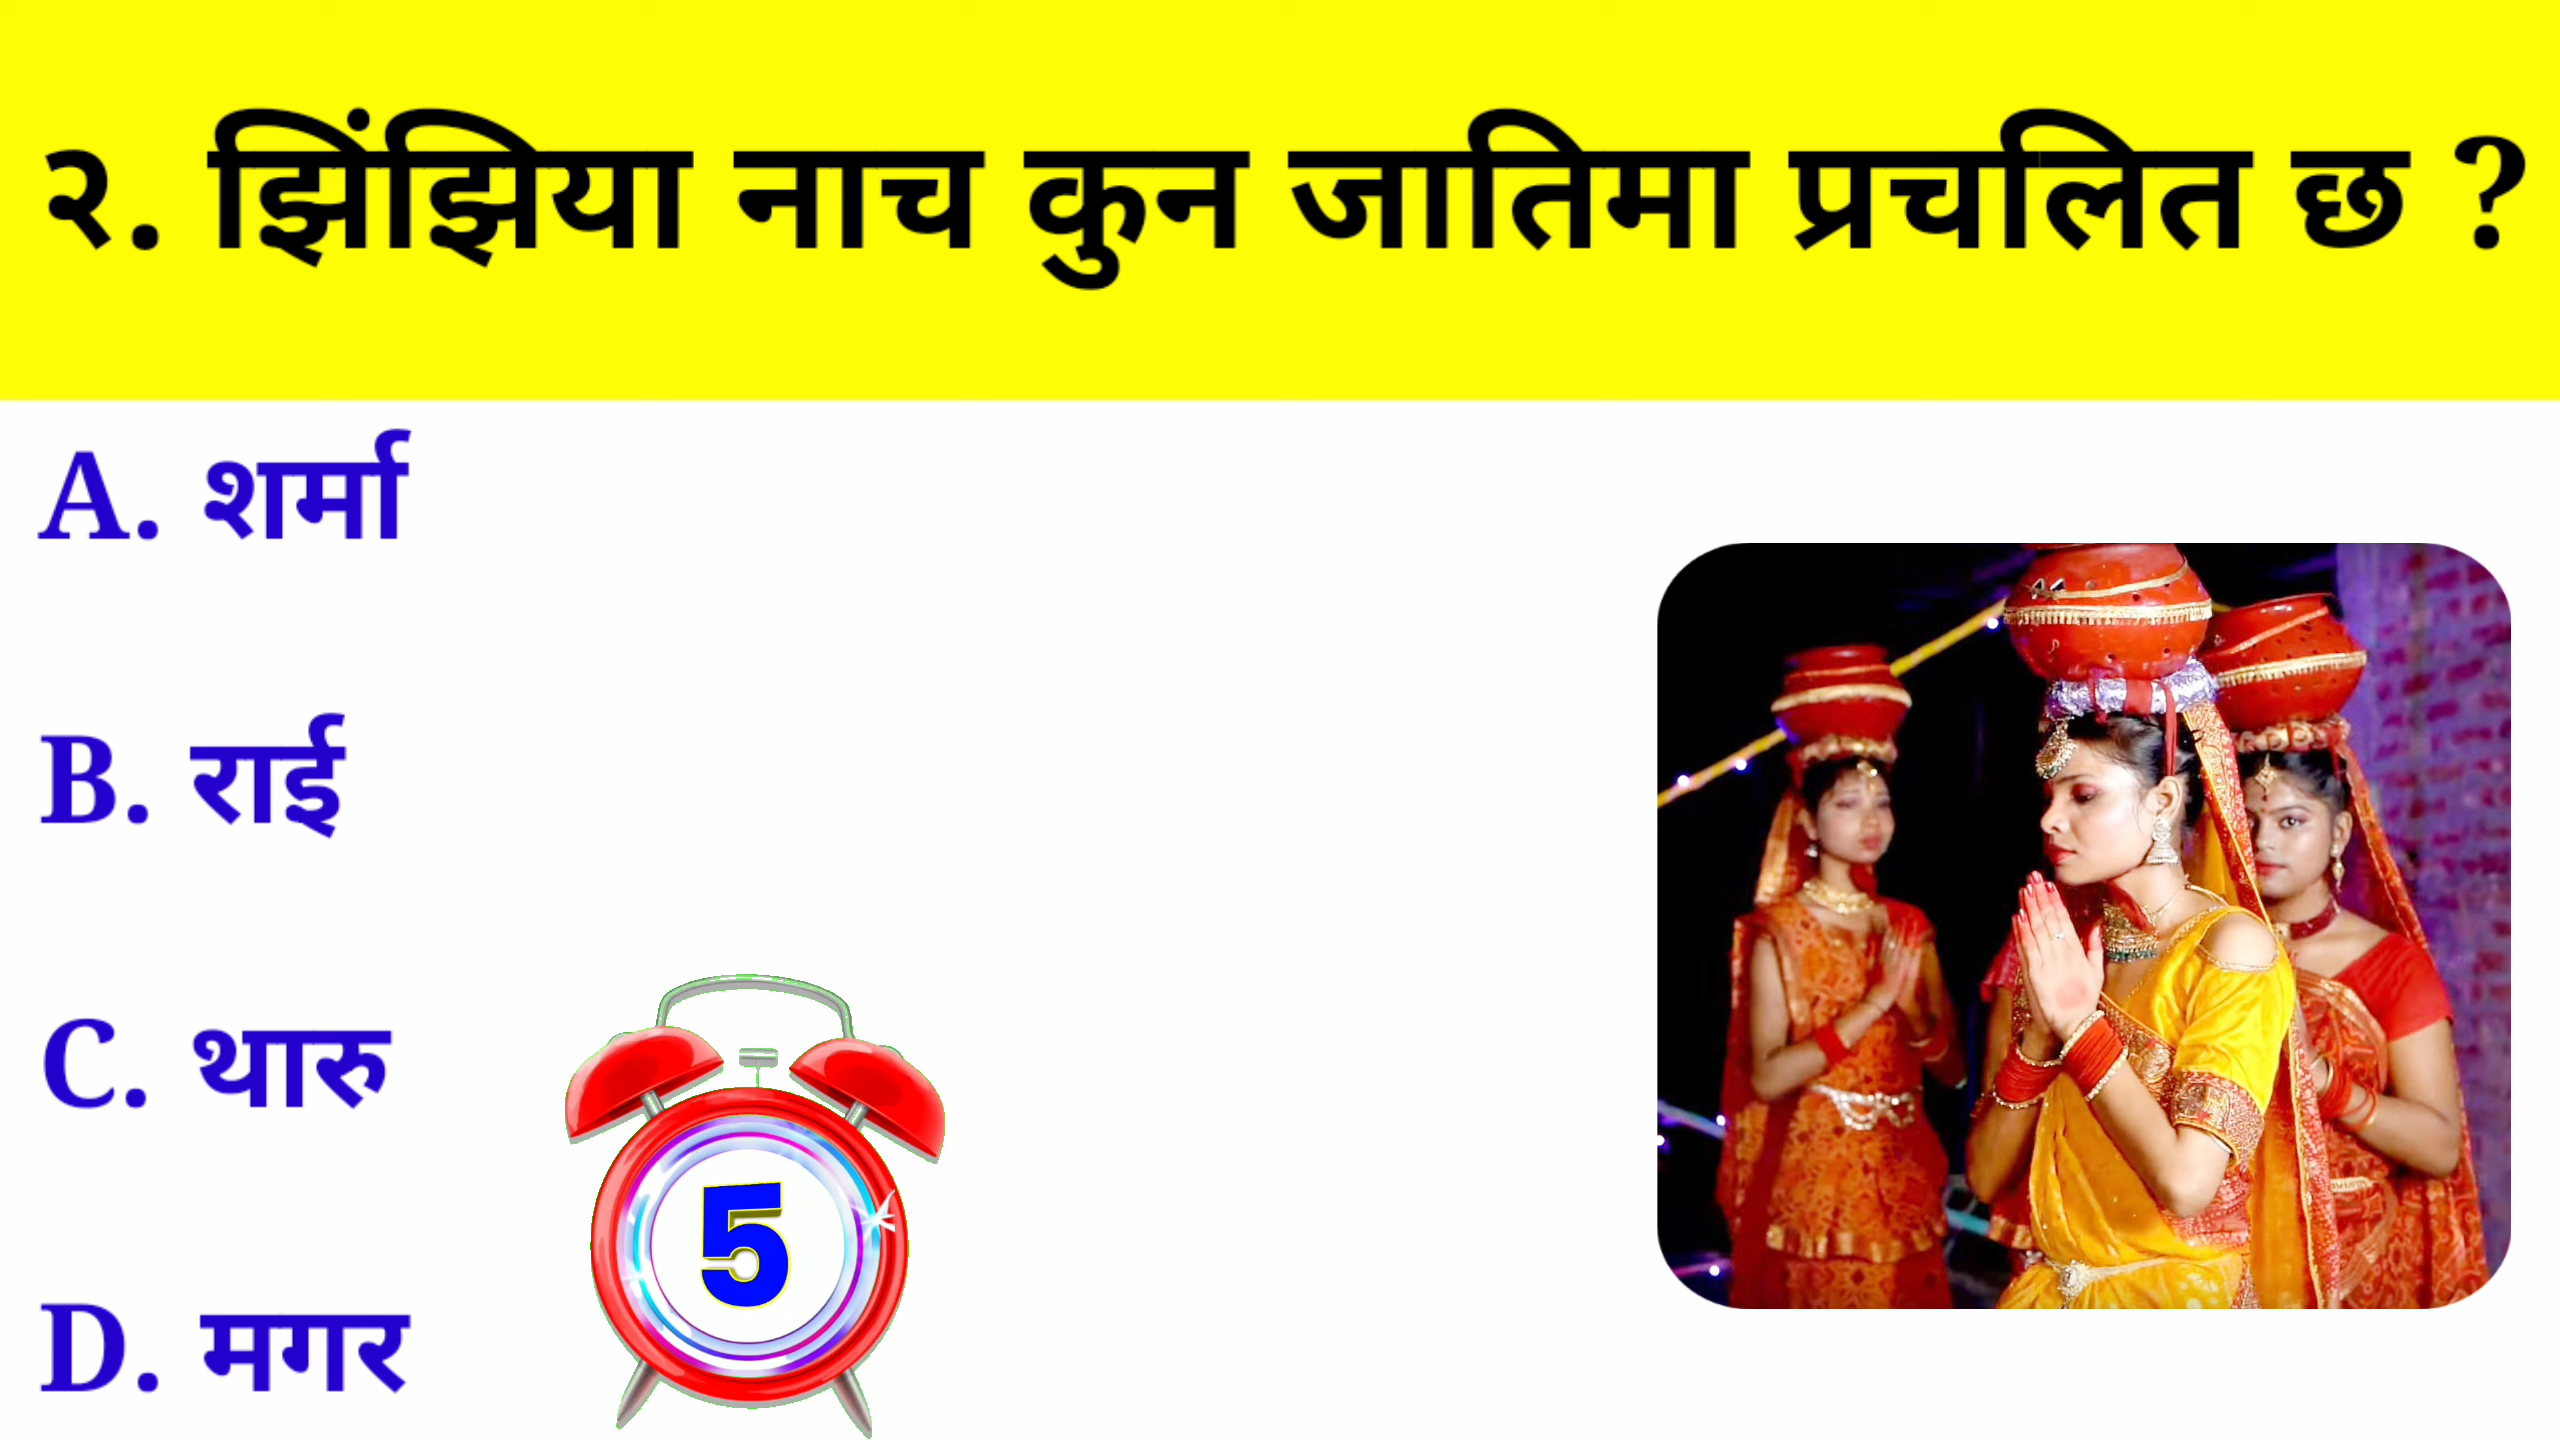 २. झिंझिया नाच कुन जातिमा प्रचलित छ ?
A. शर्मा
B. राई
C. थारु
D. मगर
5